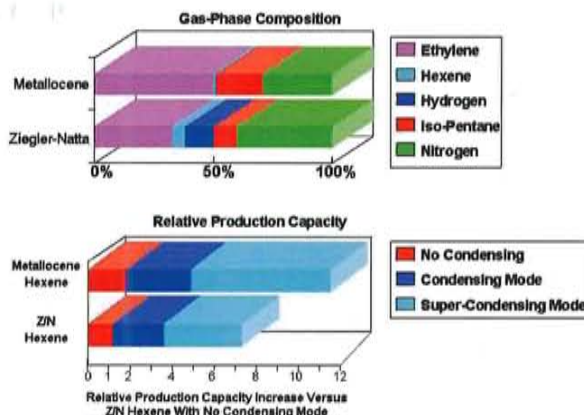 Gas-Phase Composition
Metallocene
Ziegler-Natta
0% 50% 100%
Ethylene
Hexene
Hydrogen
Iso-Pentane
Nitrogen
Relative Production Capacity
Metallocene
Hexene
Z/N
Hexene
0 1 2 4 6 8 10 12
No Condensing
Condensing Mode
Super-Condensing Mode
Relative Production Capacity Increase Versus
Z/N Hexene With No Condensing Mode